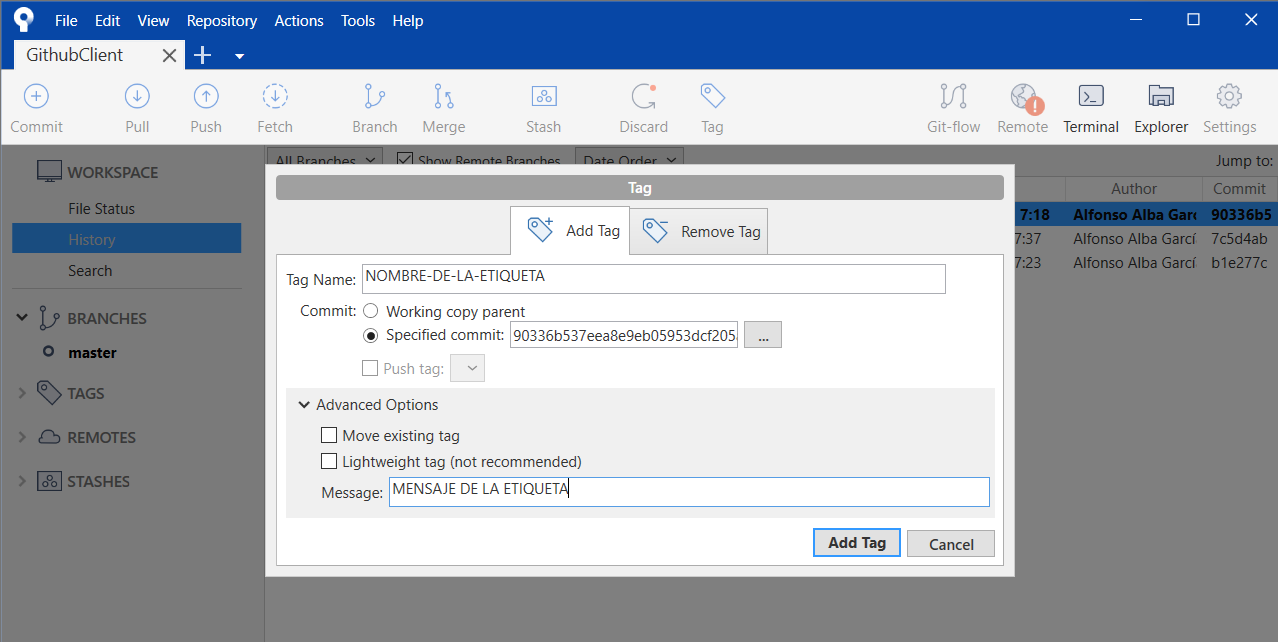 File Edit View Repository Actions Tools Help
GithubClient
Commit Pull Push Fetch Branch Merge Stash Discard Tag Git-flow Remote Terminal Explorer Settings
All Branches Show Remote Branches Date Order Jump to:
WORKSPACE
File Status
History
Search
BRANCHES
master
TAGS
REMOTES
STASHES
Author Commit
7:18 Alfonso Alba Garc 90336b5
7:37 Alfonso Alba Garcí 7c5d4ab
7:23 Alfonso Alba Garcí b1e277c
Tag
Add Tag Remove Tag
Tag Name: NOMBRE-DE-LA-ETIQUETA
Commit: Working copy parent
Specified commit: 90336b537eea8e9eb05953dcf205 ...
Push tag:
Advanced Options
Move existing tag
Lightweight tag (not recommended)
Message: MENSAJE DE LA ETIQUETA
Add Tag Cancel